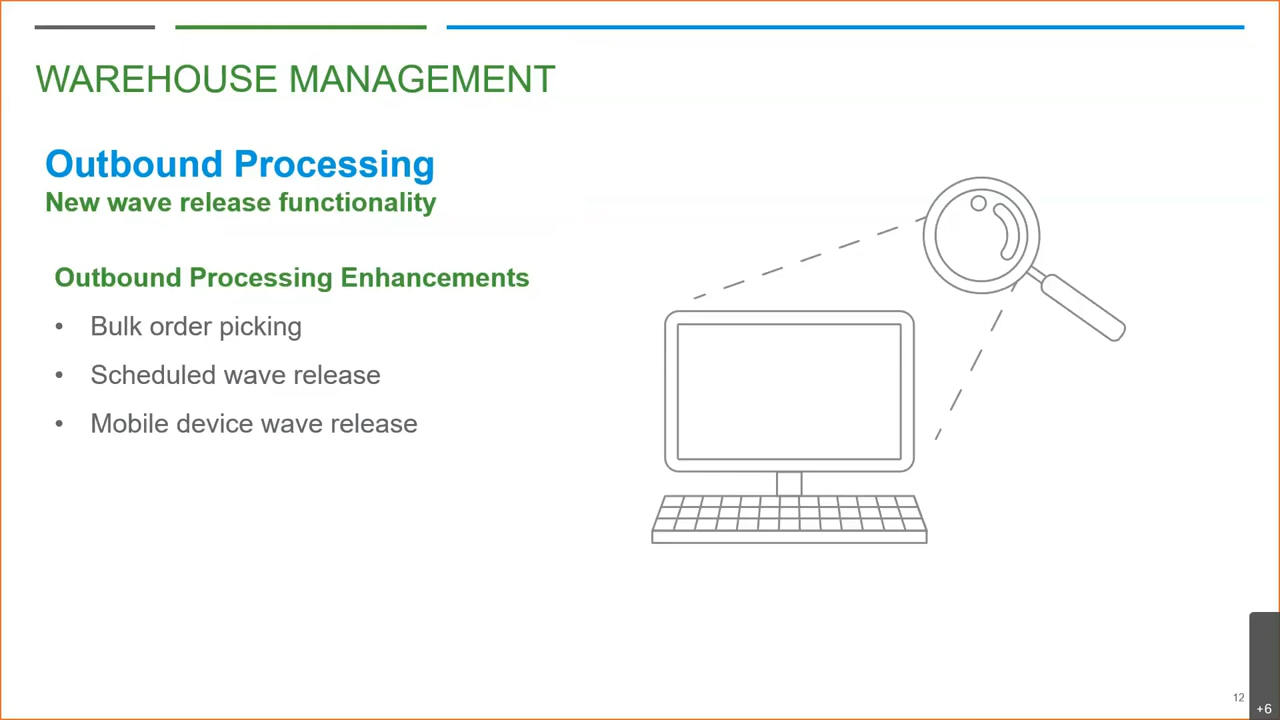 WAREHOUSE MANAGEMENT
Outbound Processing
New wave release functionality
Outbound Processing Enhancements
• Bulk order picking
• Scheduled wave release
• Mobile device wave release
12
+6